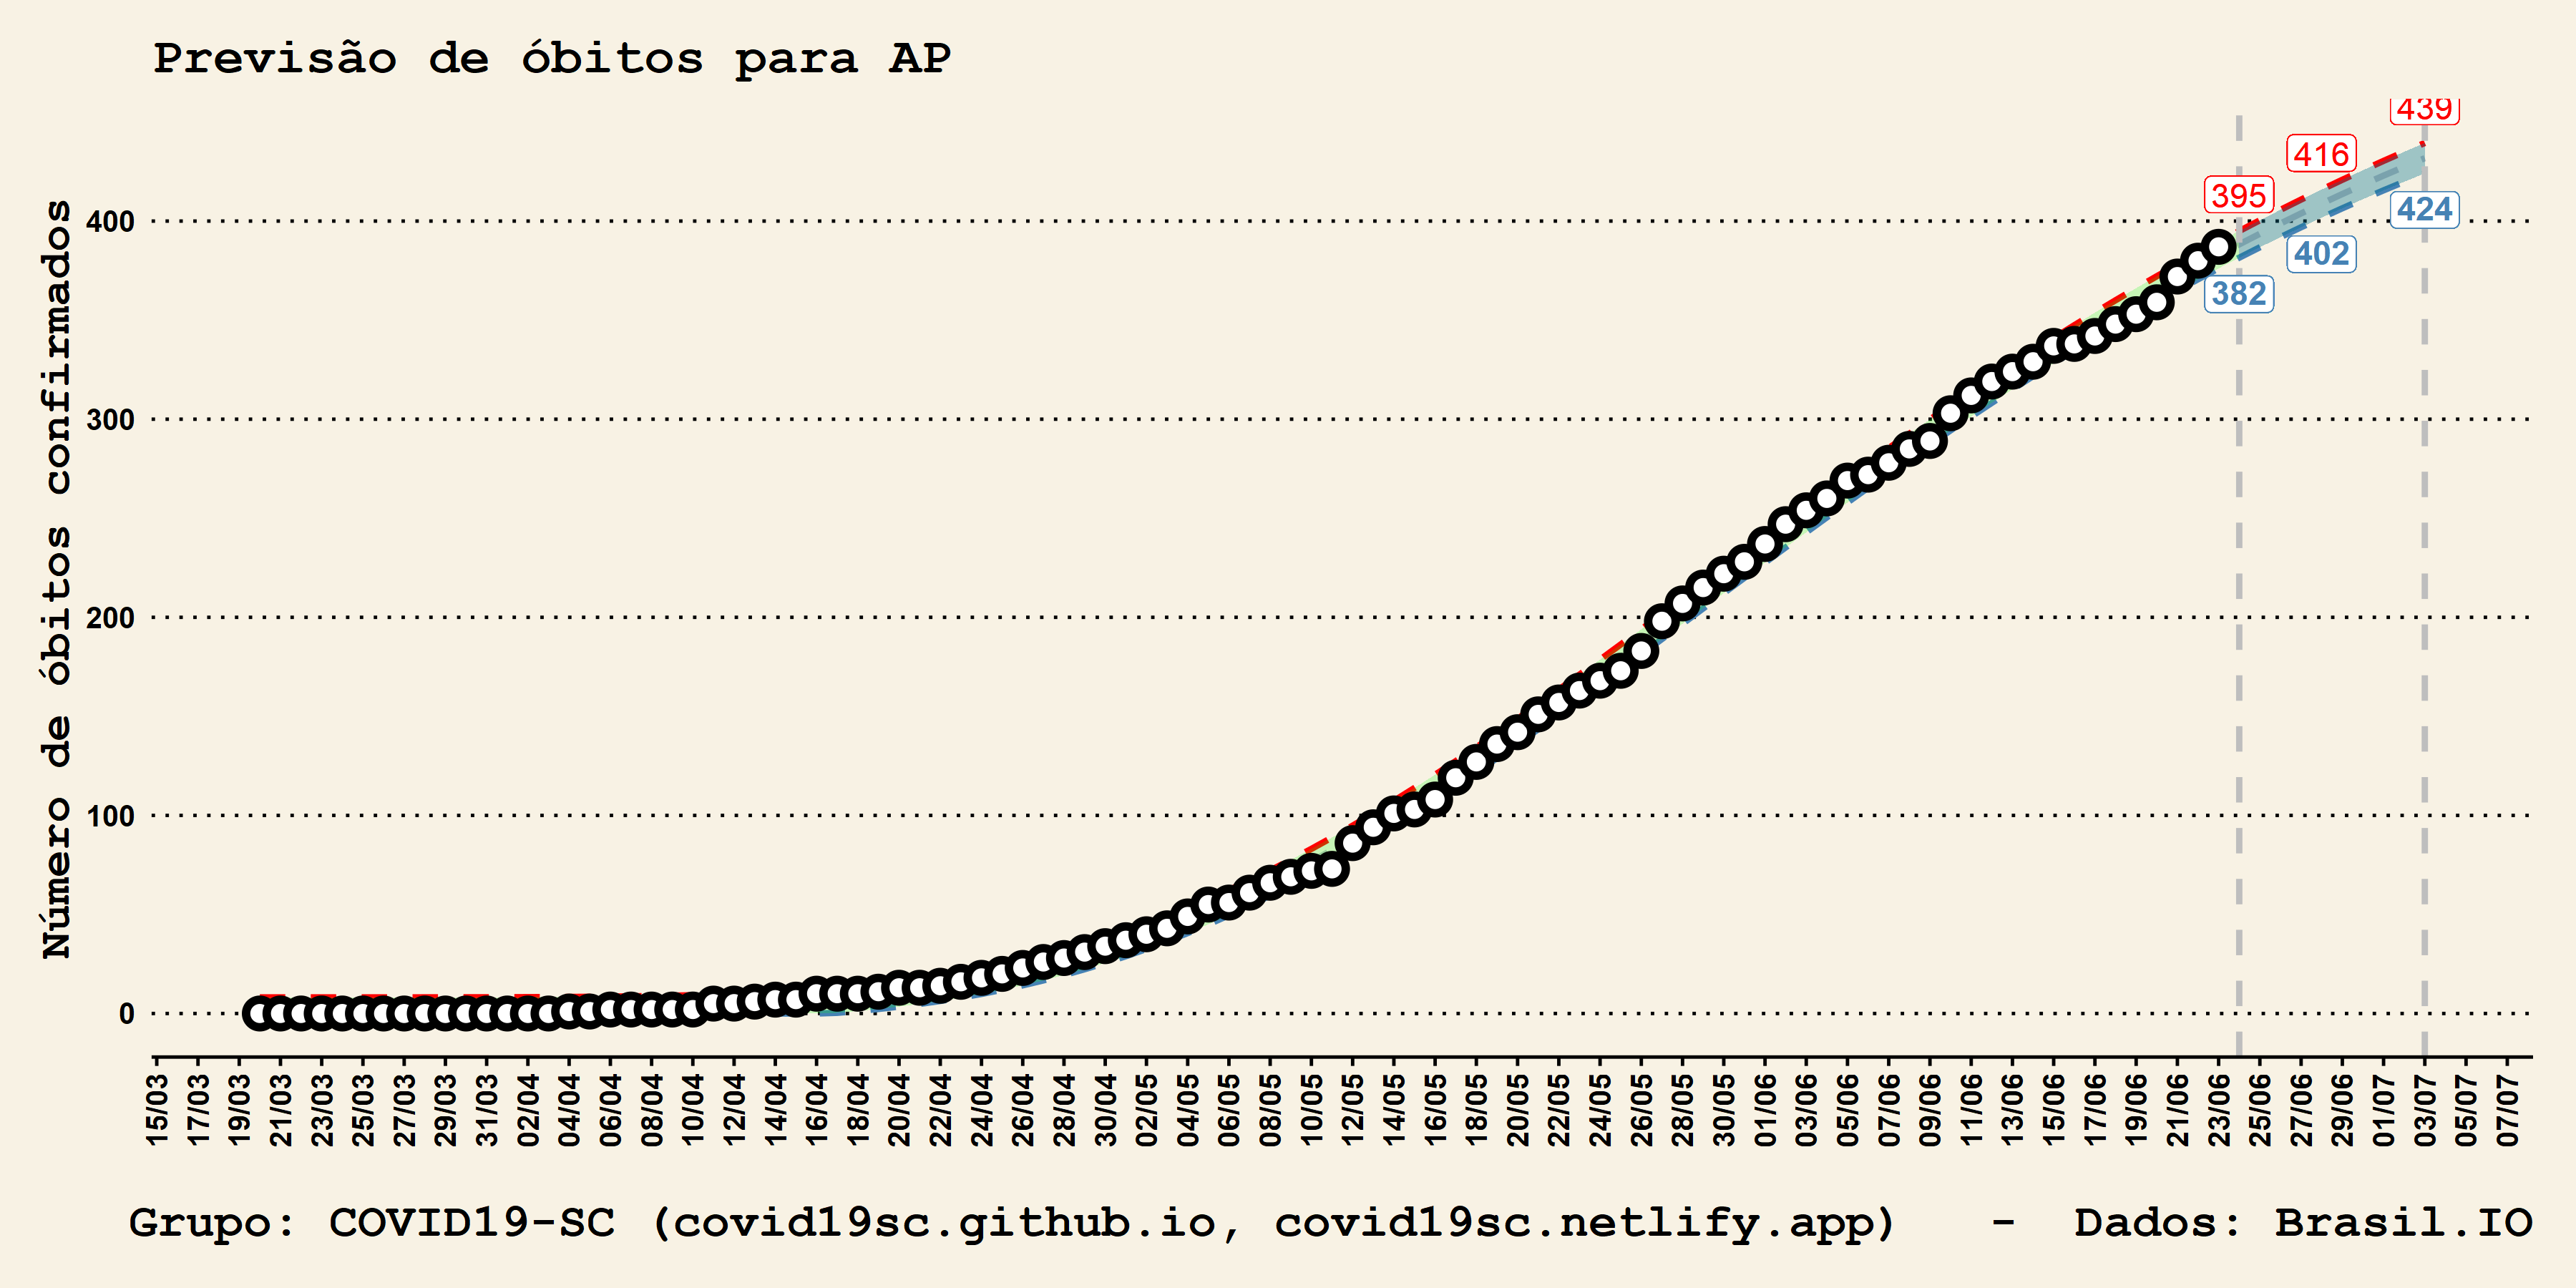 Previsão de óbitos para AP
Número de óbitos confirmados
439
416
395
424
402
382
400
300
200
100
0
15/03 17/03 19/03 21/03 23/03 25/03 27/03 29/03 31/03 02/04 04/04 06/04 08/04 10/04 12/04 14/04 16/04 18/04 20/04 22/04 24/04 26/04 28/04 30/04 02/05 04/05 06/05 08/05 10/05 12/05 14/05 16/05 18/05 20/05 22/05 24/05 26/05 28/05 30/05 01/06 03/06 05/06 07/06 09/06 11/06 13/06 15/06 17/06 19/06 21/06 23/06 25/06 27/06 29/06 01/07 03/07 05/07 07/07
Grupo: COVID19-SC (covid19sc.github.io, covid19sc.netlify.app) - Dados: Brasil.IO